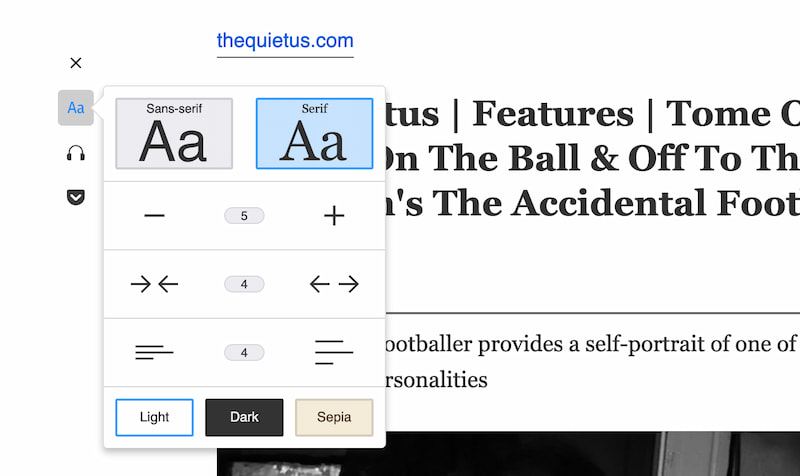 thequietus.com
Aa
Sans-serif
Aa
Serif
Aa
tus | Features | Tome O
On The Ball & Off To Th
n's The Accidental Foot
5
4
4
ootballer provides a self-portrait of one of
rsonalities
Light
Dark
Sepia